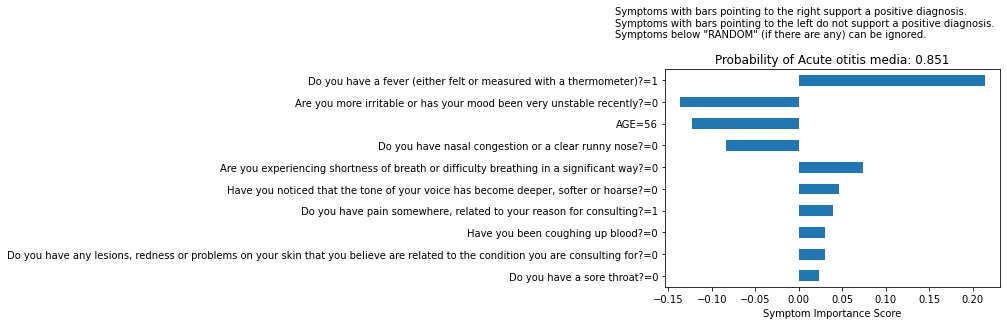 Symptoms with bars pointing to the right support a positive diagnosis.
Symptoms with bars pointing to the left do not support a positive diagnosis.
Symptoms below "RANDOM" (if there are any) can be ignored.
Probability of Acute otitis media: 0.851
Do you have a fever (either felt or measured with a thermometer)?=1
Are you more irritable or has your mood been very unstable recently?=0
AGE=56
Do you have nasal congestion or a clear runny nose?=0
Are you experiencing shortness of breath or difficulty breathing in a significant way?=0
Have you noticed that the tone of your voice has become deeper, softer or hoarse?=0
Do you have pain somewhere, related to your reason for consulting?=1
Have you been coughing up blood?=0
Do you have any lesions, redness or problems on your skin that you believe are related to the condition you are consulting for?=0
Do you have a sore throat?=0
−0.15 −0.10 −0.05 0.00 0.05 0.10 0.15 0.20
Symptom Importance Score